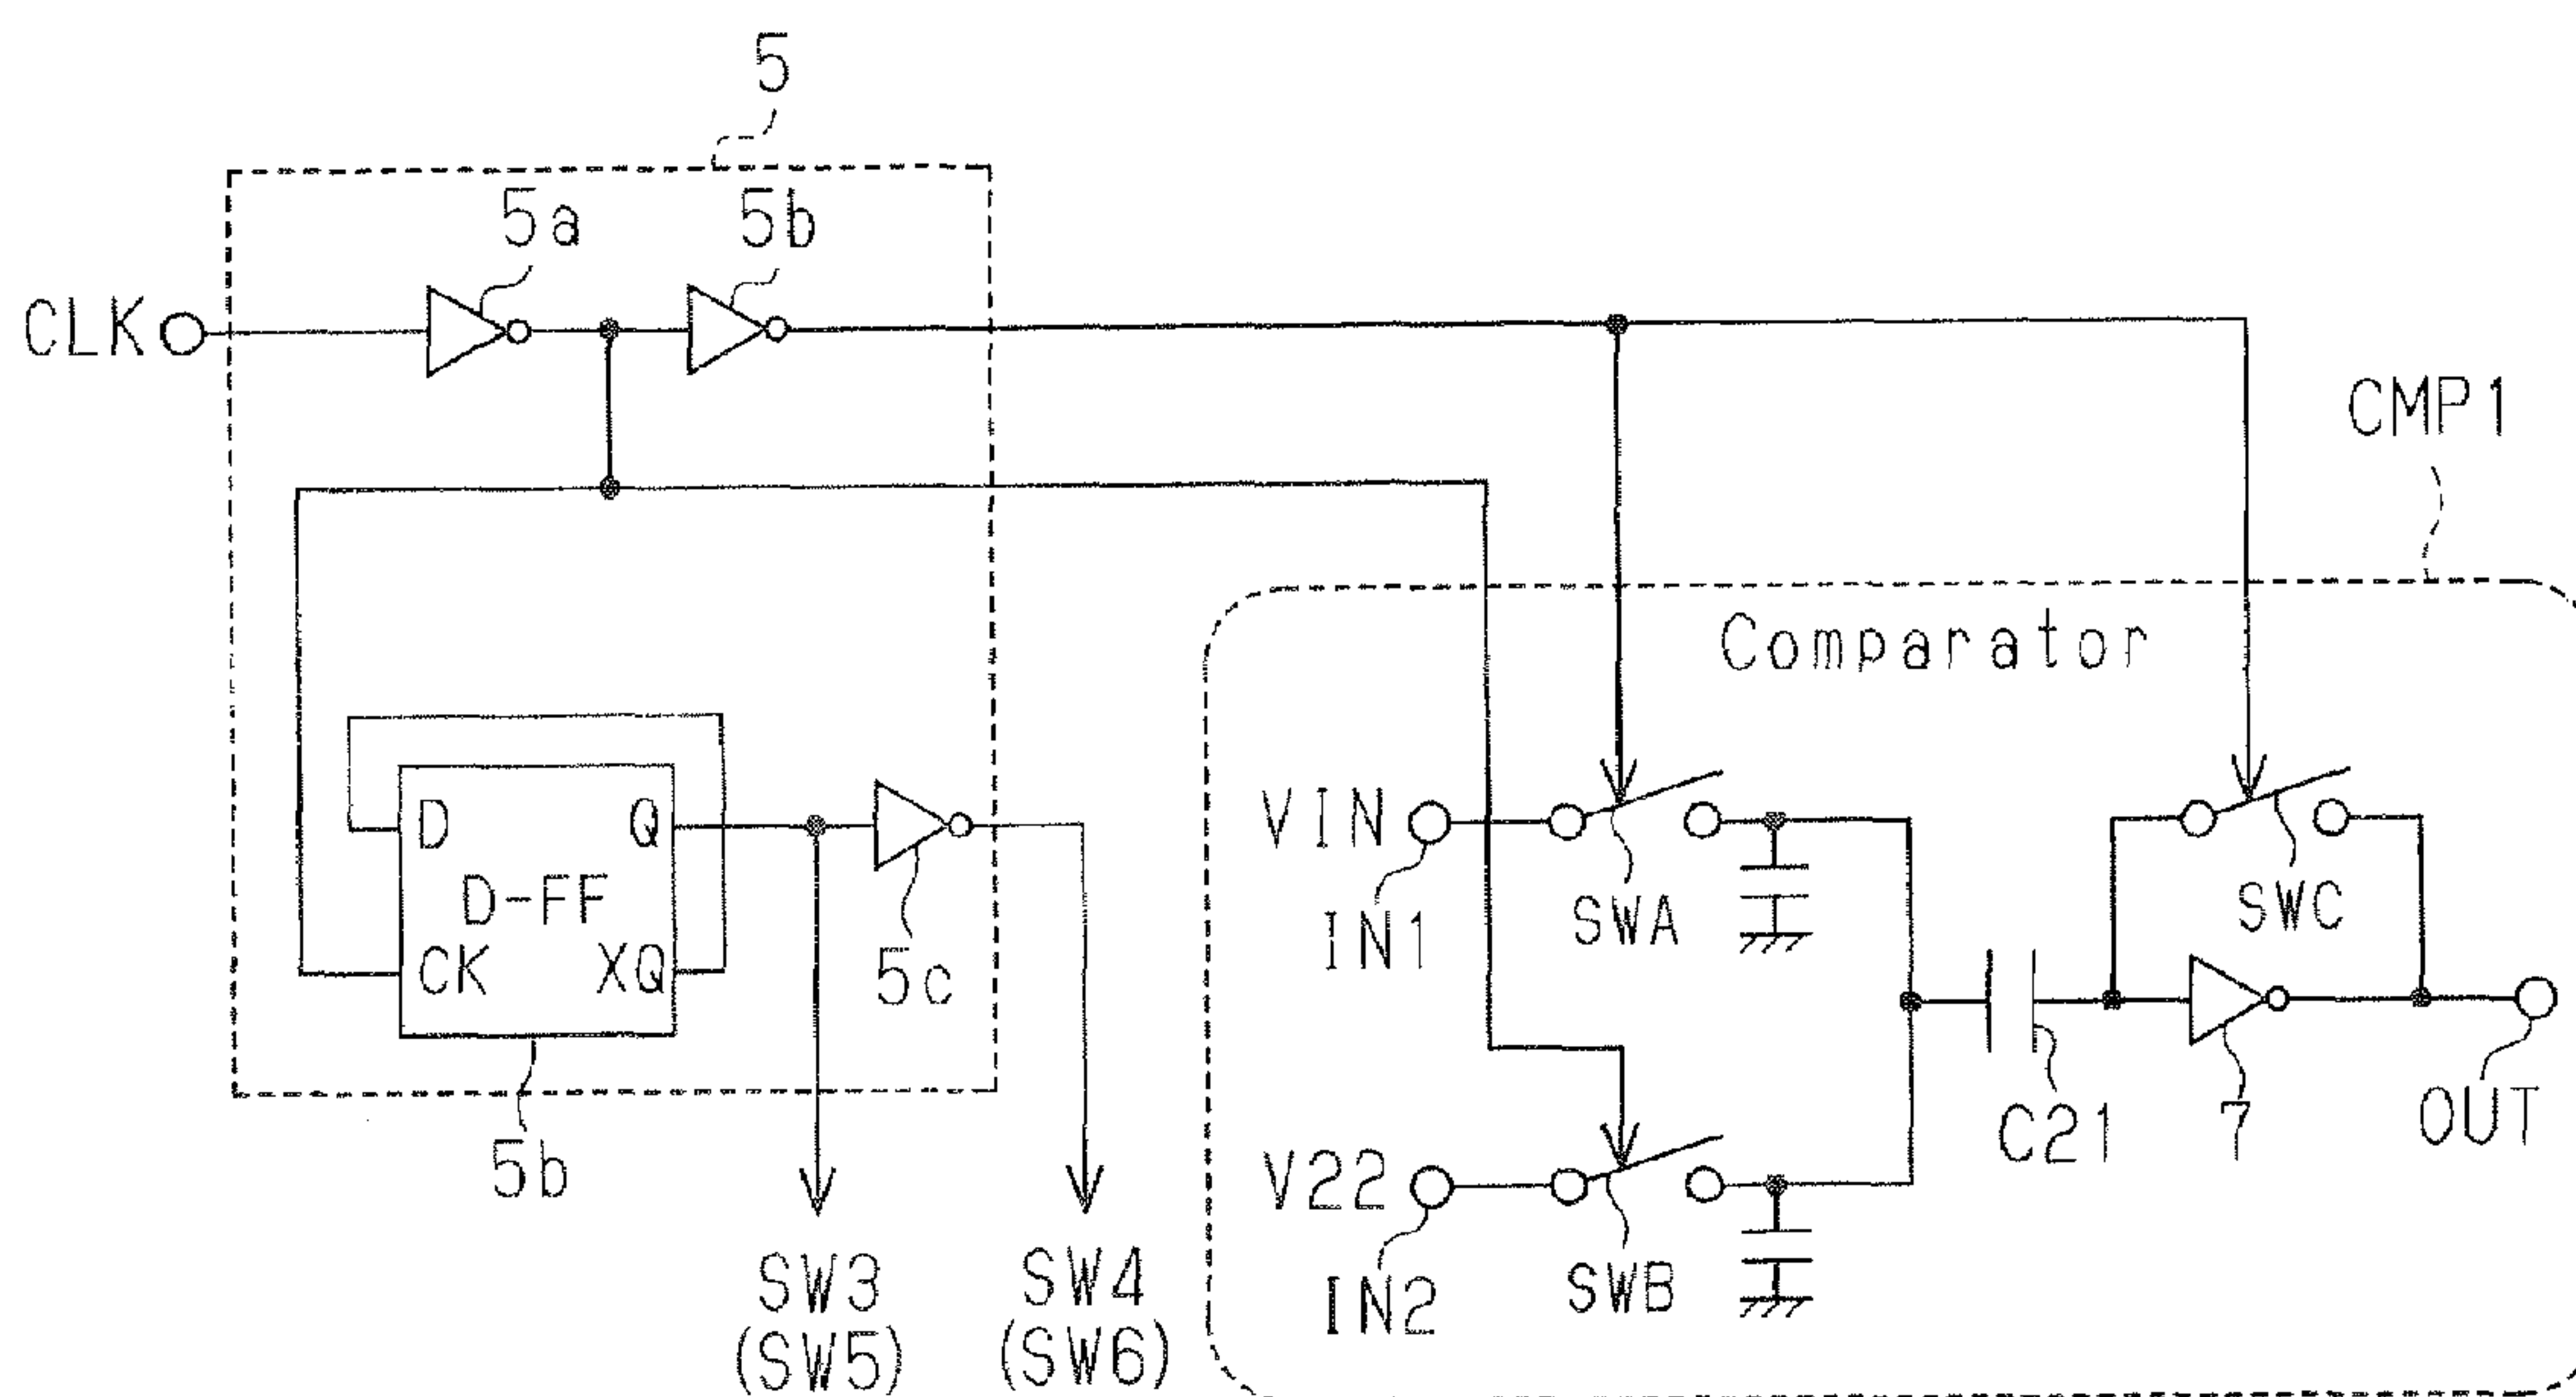 5
5a
5b
CLK
CMP1
Comparator
D
Q
D-FF
CK
XQ
5c
5b
SW3
(SW5)
SW4
(SW6)
VIN
IN1
SWA
SWC
V22
IN2
SWB
C21
7
OUT